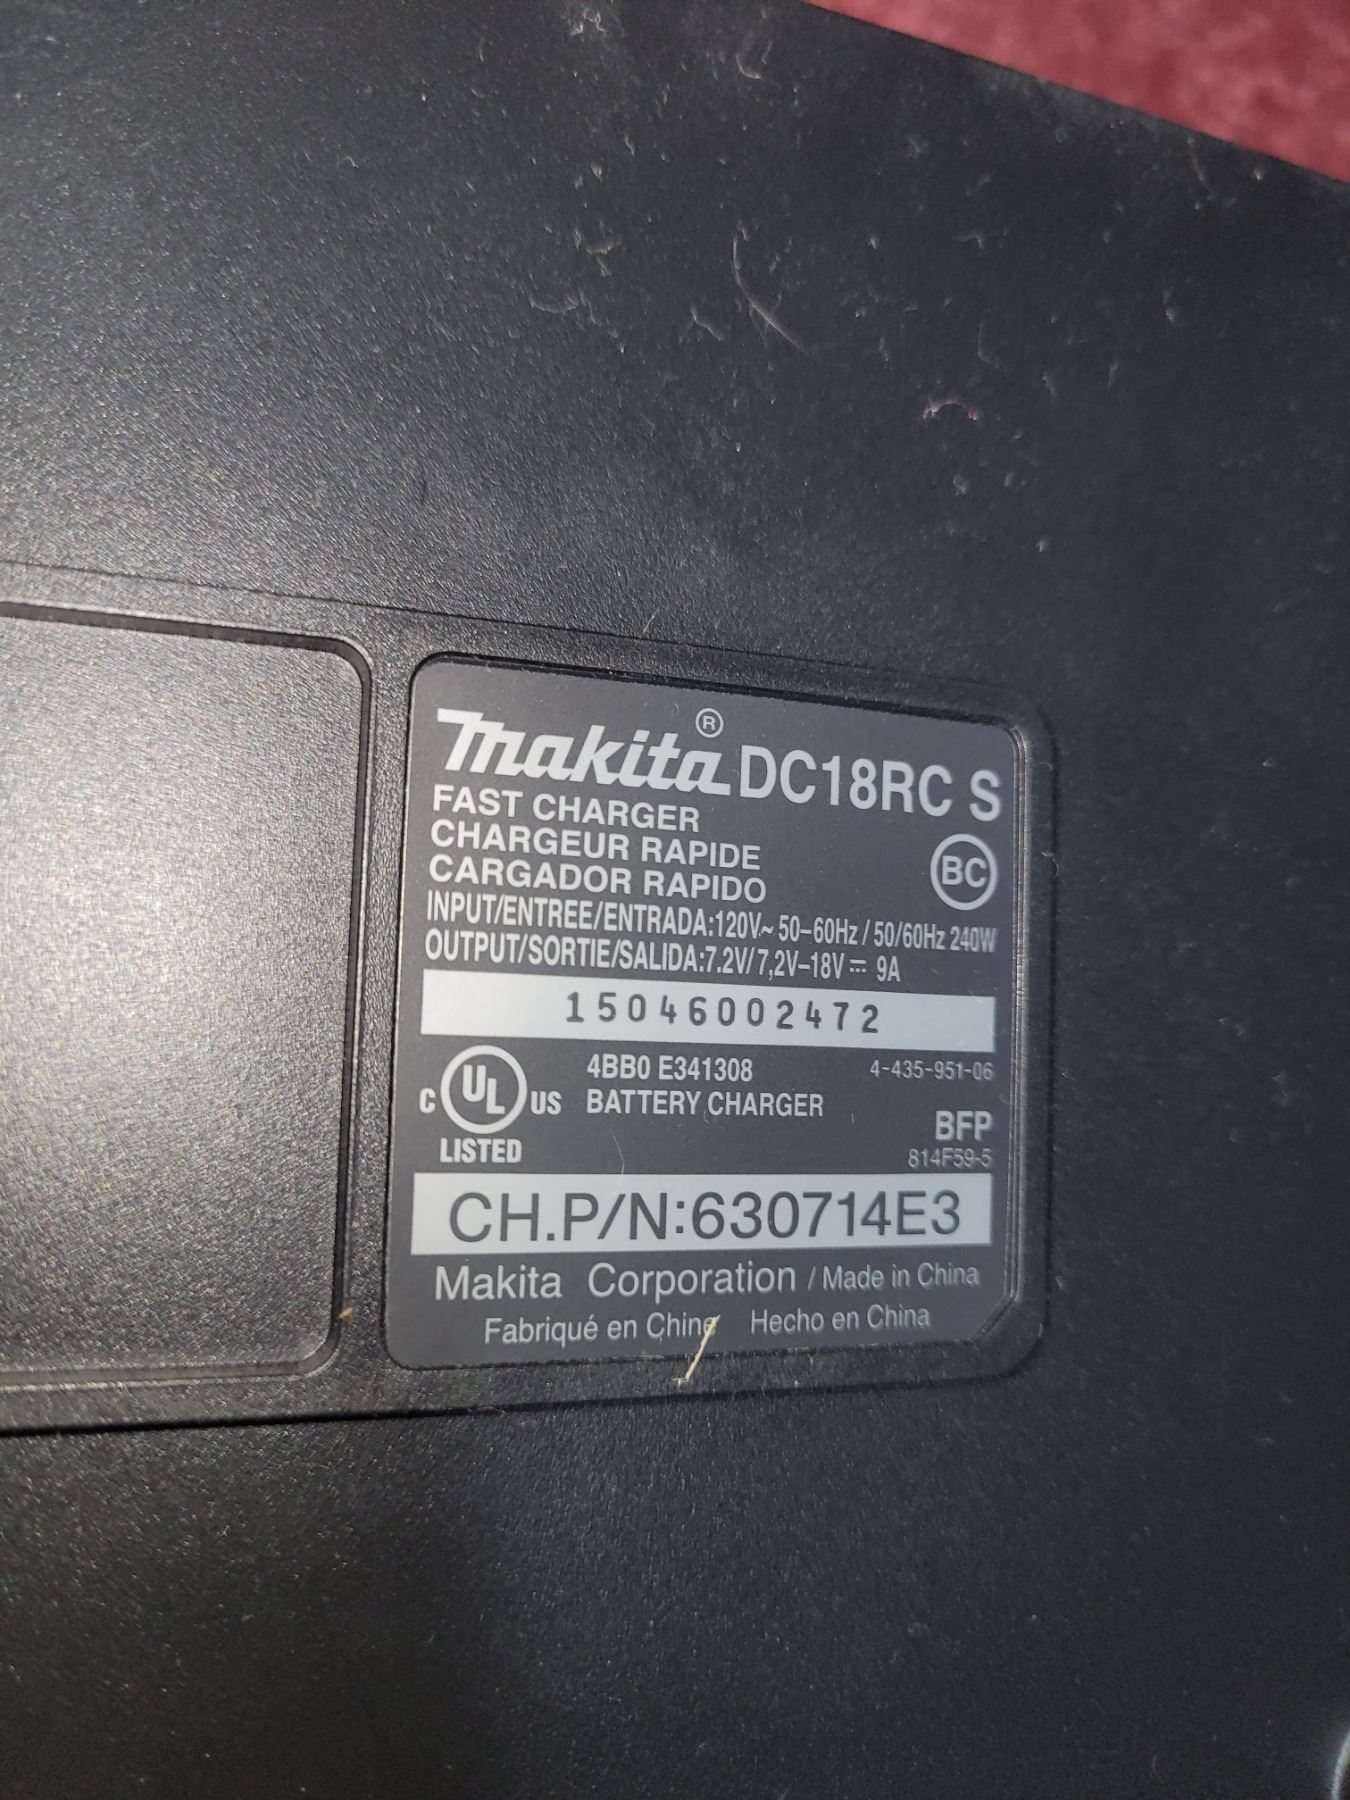 makita® DC18RC S
FAST CHARGER
CHARGEUR RAPIDE
CARGADOR RAPIDO
BC
INPUT/ENTREE/ENTRADA:120V~ 50–60Hz / 50/60Hz 240W
OUTPUT/SORTIE/SALIDA:7.2V/7,2V–18V⎓ 9A
15046002472
C UL US
LISTED
4BB0 E341308
4-435-951-06
BATTERY CHARGER
BFP
814F59-5
CH.P/N:630714E3
Makita Corporation / Made in China
Fabriqué en Chine Hecho en China